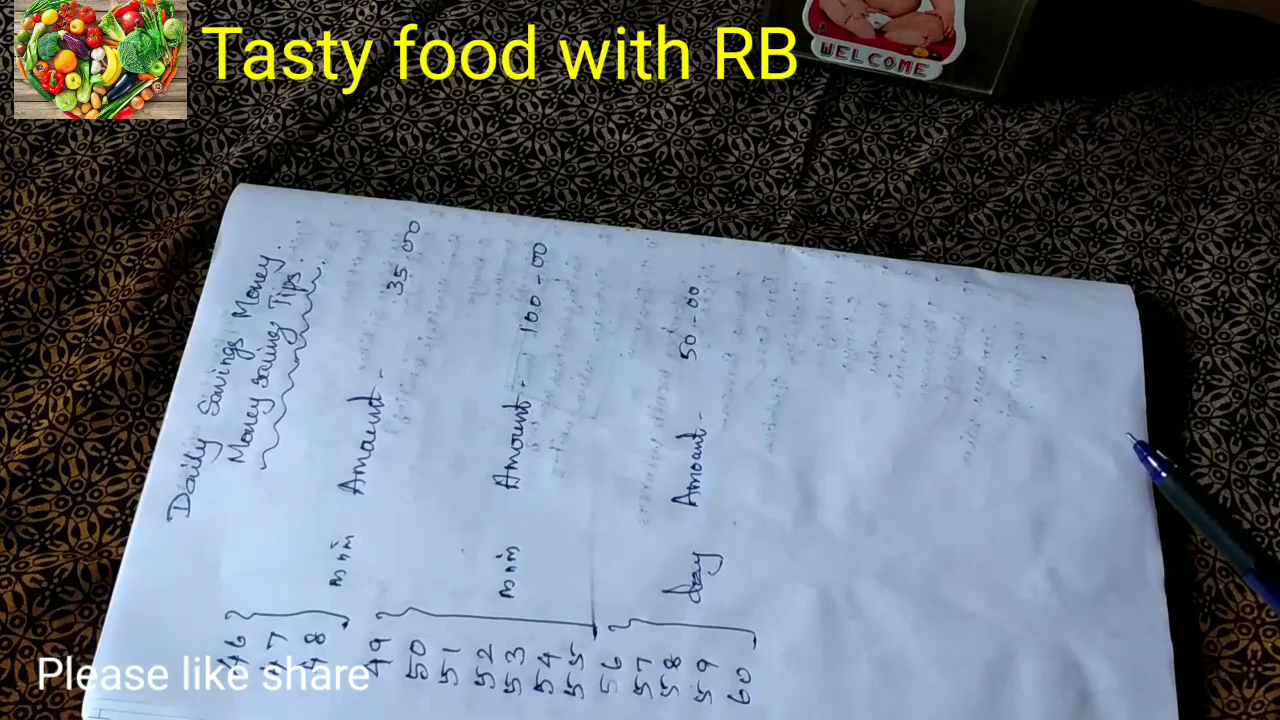 Tasty food with RB
WELCOME
Daily Savings Money
Money saving Tips.
46
47
48
Amount - 35.00
49
50
51
52
53
54
55
Amount - 100-00
56
57
58
59
60
day Amount - 50-00
Please like share